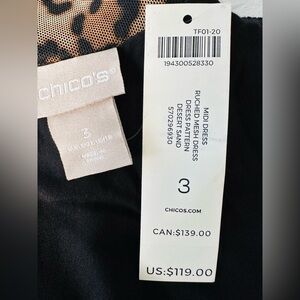 chico's®
3
TF01-20
194300528330
MIDI DRESS
RUCHED MESH DRESS
DRESS PATTERN
DESERT SAND
570296930
3
CHICOS.COM
CAN:$139.00
US:$119.00